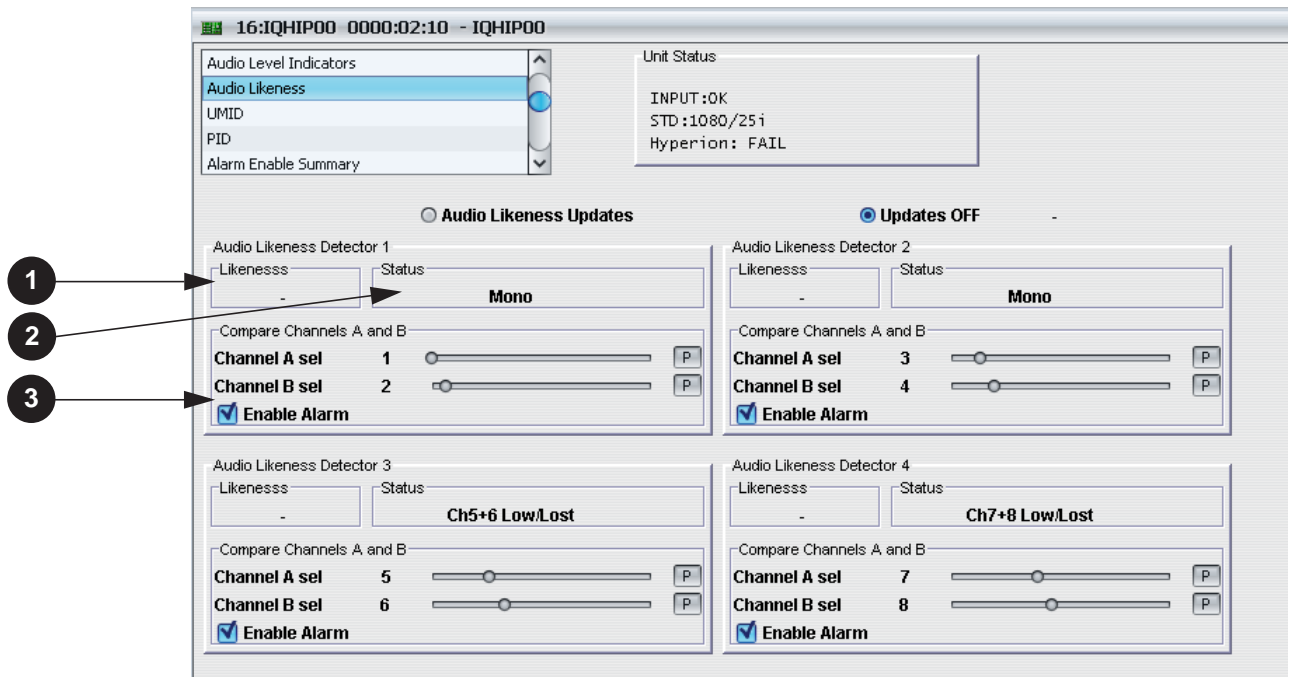 16:IQHIP00 0000:02:10 - IQHIP00
Audio Level Indicators
Audio Likeness
UMID
PID
Alarm Enable Summary
Unit Status
INPUT:OK
STD:1080/25i
Hyperion: FAIL
Audio Likeness Updates
Updates OFF -
Audio Likeness Detector 1
Likenesss
-
Status
Mono
Compare Channels A and B
Channel A sel 1 P
Channel B sel 2 P
Enable Alarm
Audio Likeness Detector 2
Likenesss
-
Status
Mono
Compare Channels A and B
Channel A sel 3 P
Channel B sel 4 P
Enable Alarm
1
2
3
Audio Likeness Detector 3
Likenesss
-
Status
Ch5+6 Low/Lost
Compare Channels A and B
Channel A sel 5 P
Channel B sel 6 P
Enable Alarm
Audio Likeness Detector 4
Likenesss
-
Status
Ch7+8 Low/Lost
Compare Channels A and B
Channel A sel 7 P
Channel B sel 8 P
Enable Alarm